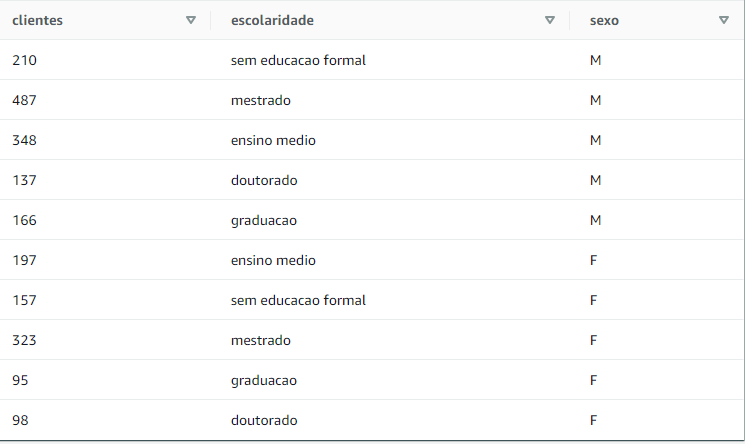 clientes escolaridade sexo
210 sem educacao formal M
487 mestrado M
348 ensino medio M
137 doutorado M
166 graduacao M
197 ensino medio F
157 sem educacao formal F
323 mestrado F
95 graduacao F
98 doutorado F